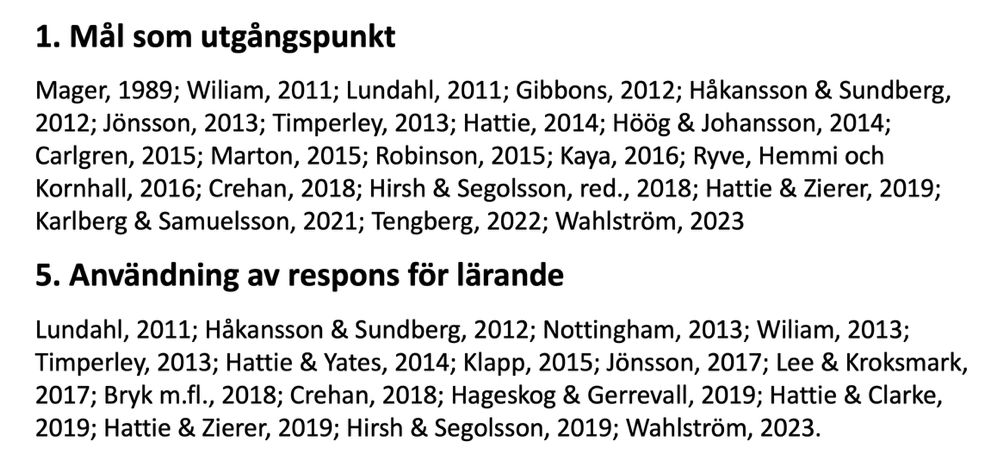 1. Mål som utgångspunkt
Mager, 1989; Wiliam, 2011; Lundahl, 2011; Gibbons, 2012; Håkansson & Sundberg,
2012; Jönsson, 2013; Timperley, 2013; Hattie, 2014; Höög & Johansson, 2014;
Carlgren, 2015; Marton, 2015; Robinson, 2015; Kaya, 2016; Ryve, Hemmi och
Kornhall, 2016; Crehan, 2018; Hirsh & Segolsson, red., 2018; Hattie & Zierer, 2019;
Karlberg & Samuelsson, 2021; Tengberg, 2022; Wahlström, 2023
5. Användning av respons för lärande
Lundahl, 2011; Håkansson & Sundberg, 2012; Nottingham, 2013; Wiliam, 2013;
Timperley, 2013; Hattie & Yates, 2014; Klapp, 2015; Jönsson, 2017; Lee & Kroksmark,
2017; Bryk m.fl., 2018; Crehan, 2018; Hageskog & Gerrevall, 2019; Hattie & Clarke,
2019; Hattie & Zierer, 2019; Hirsh & Segolsson, 2019; Wahlström, 2023.